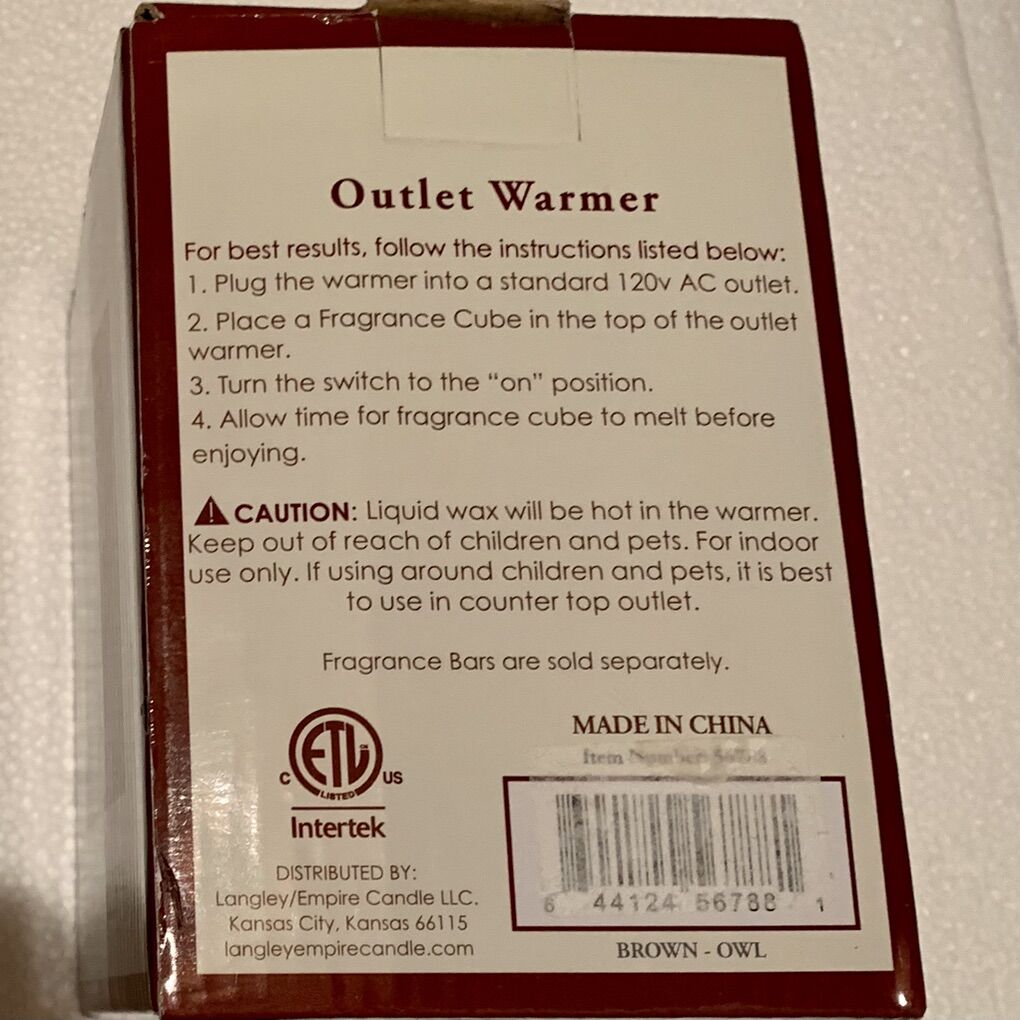 Outlet Warmer
For best results, follow the instructions listed below:
1. Plug the warmer into a standard 120v AC outlet.
2. Place a Fragrance Cube in the top of the outlet
warmer.
3. Turn the switch to the "on" position.
4. Allow time for fragrance cube to melt before
enjoying.
CAUTION: Liquid wax will be hot in the warmer.
Keep out of reach of children and pets. For indoor
use only. If using around children and pets, it is best
to use in counter top outlet.
Fragrance Bars are sold separately.
ETL CM
LISTED
C US
Intertek
MADE IN CHINA
Item Number
6 44124 56788 1
BROWN - OWL
DISTRIBUTED BY:
Langley/Empire Candle LLC.
Kansas City, Kansas 66115
langleyempirecandle.com